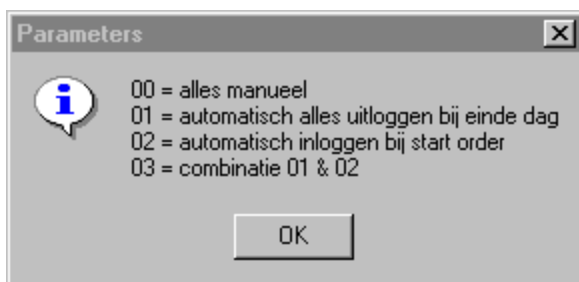 Parameters
00 = alles manueel
01 = automatisch alles uitloggen bij einde dag
02 = automatisch inloggen bij start order
03 = combinatie 01 & 02
OK